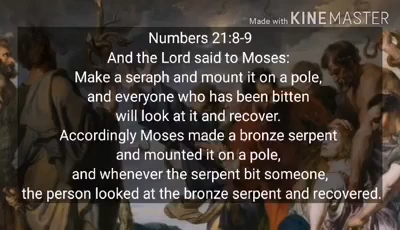 Made with KINEMASTER
Numbers 21:8-9
And the Lord said to Moses:
Make a seraph and mount it on a pole,
and everyone who has been bitten
will look at it and recover.
Accordingly Moses made a bronze serpent
and mounted it on a pole,
and whenever the serpent bit someone,
the person looked at the bronze serpent and recovered.